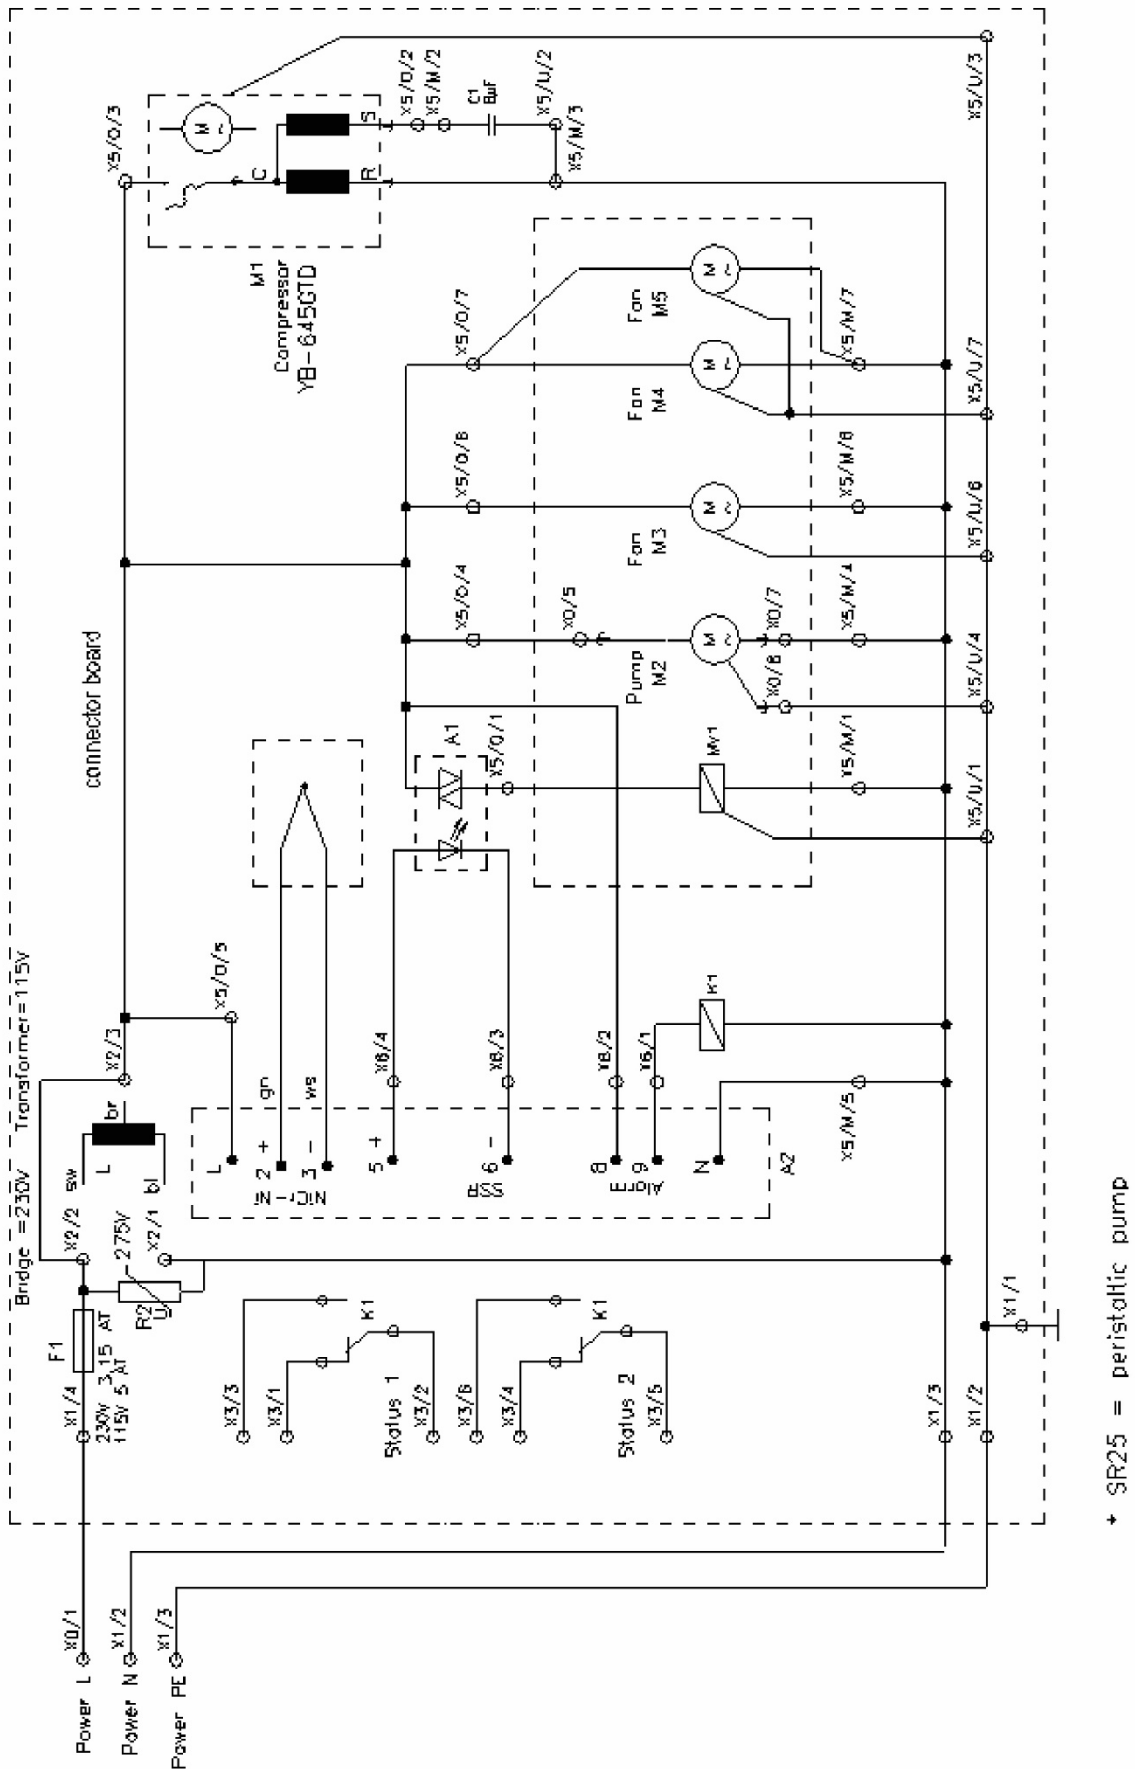 X5/O/3
M
~
S
C
R
X5/O/2
X5/M/2
C1
8µF
X5/U/2
X5/M/3
X5/U/3
M1
Compressor
YB-645GTD
X5/O/7
Fan
M5
M
~
X5/M/7
Fan
M4
M
~
X5/U/7
X5/O/6
Fan
M3
M
~
X5/M/6
X5/U/6
connector board
X5/O/4
X0/5
Pump
M2
M
~
X0/7
X0/8
X5/M/4
X5/U/4
A1
X5/O/1
MV1
X5/M/1
X5/U/1
Bridge =230V Transformer=115V
X2/3
X5/O/5
gn
ws
X6/4
X6/3
X6/2
X6/1
K1
X5/M/5
br
sw
L
bl
X2/2
X2/1
L
2 +
3 -
NiCr-Ni
5 +
6 -
SSR
8
9
Alarm
N
A2
275V
R2
U
F1
3,15 AT
230V
115V 5 AT
X1/4
X3/3
X3/1
K1
Status 1
X3/2
X3/6
X3/4
K1
Status 2
X3/5
X1/1
X1/3
X1/2
Power L
X0/1
Power N
X1/2
Power PE
X1/3
* SR25 = peristaltic pump